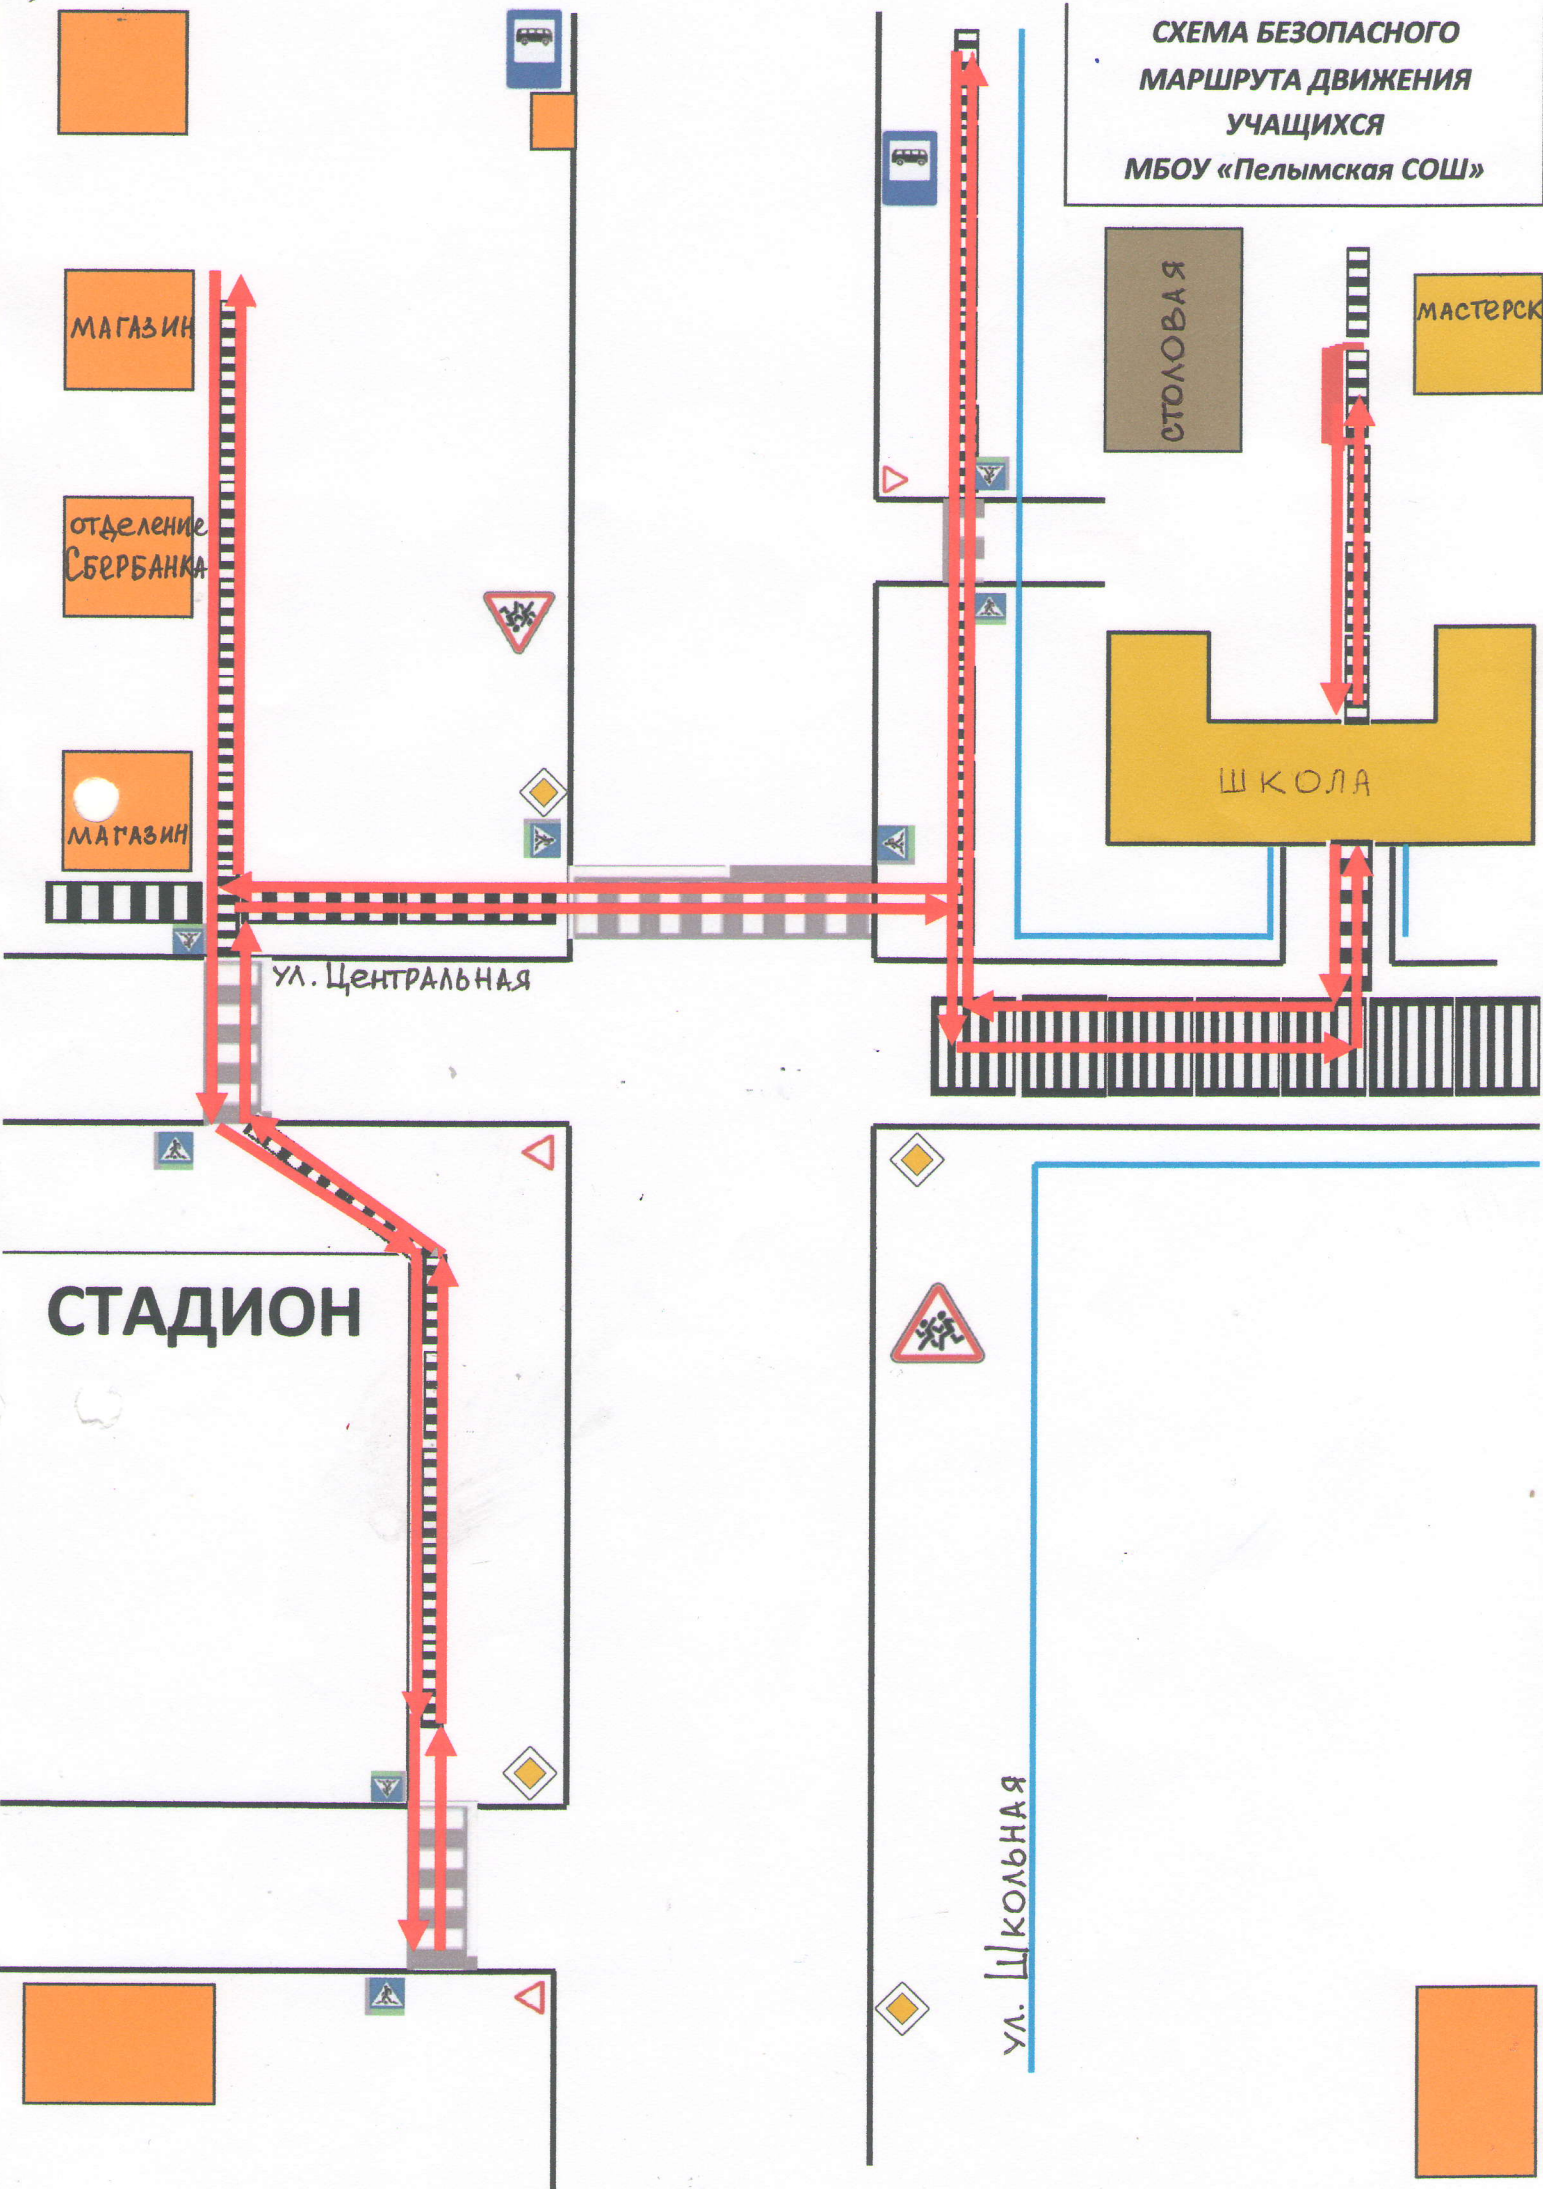 СХЕМА БЕЗОПАСНОГО
МАРШРУТА ДВИЖЕНИЯ
УЧАЩИХСЯ
МБОУ «Пелымская СОШ»
СТОЛОВАЯ
МАСТЕРСК
МАГАЗИН
ОТДЕЛЕНИЕ
СБЕРБАНКА
МАГАЗИН
ШКОЛА
УЛ. ЦЕНТРАЛЬНАЯ
СТАДИОН
УЛ. ШКОЛЬНАЯ